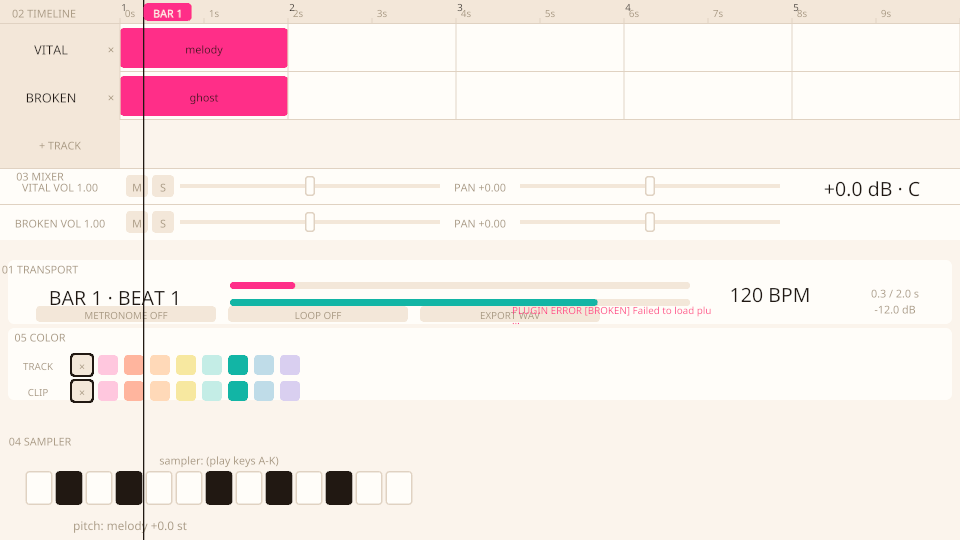 02 TIMELINE
1 2 3 4 5
0s BAR 1 1s 2s 3s 4s 5s 6s 7s 8s 9s
VITAL × melody
BROKEN × ghost
+ TRACK
03 MIXER
VITAL VOL 1.00 M S PAN +0.00 +0.0 dB · C
BROKEN VOL 1.00 M S PAN +0.00
01 TRANSPORT
BAR 1 · BEAT 1 120 BPM 0.3 / 2.0 s
-12.0 dB
METRONOME OFF LOOP OFF EXPORT WAV
PLUGIN ERROR [BROKEN] Failed to load plu
...
05 COLOR
TRACK ×
CLIP ×
04 SAMPLER
sampler: (play keys A-K)
pitch: melody +0.0 st